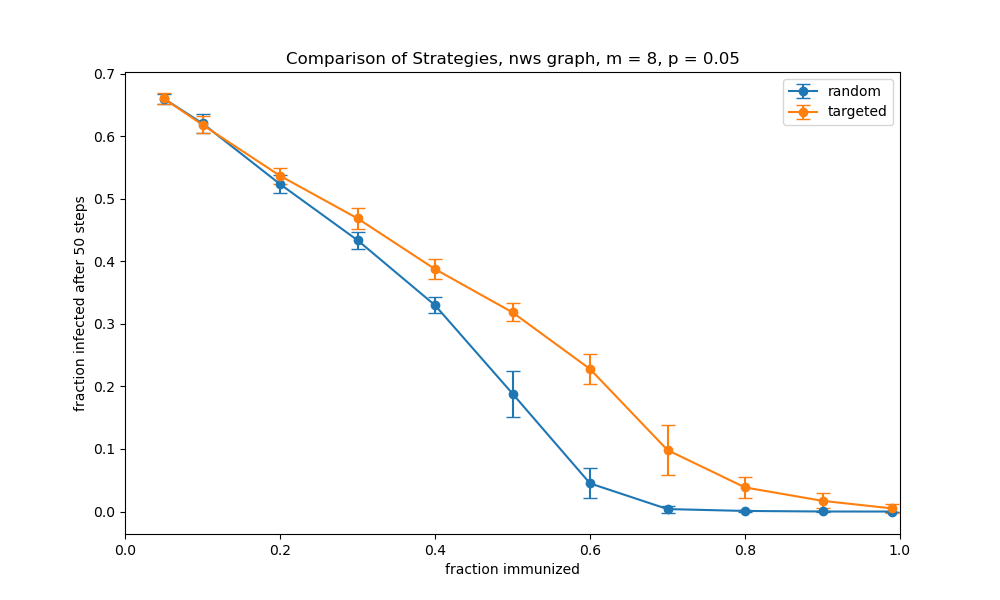 Comparison of Strategies, nws graph, m = 8, p = 0.05
random
targeted
fraction infected after 50 steps
0.7
0.6
0.5
0.4
0.3
0.2
0.1
0.0
0.0
0.2
0.4
0.6
0.8
1.0
fraction immunized